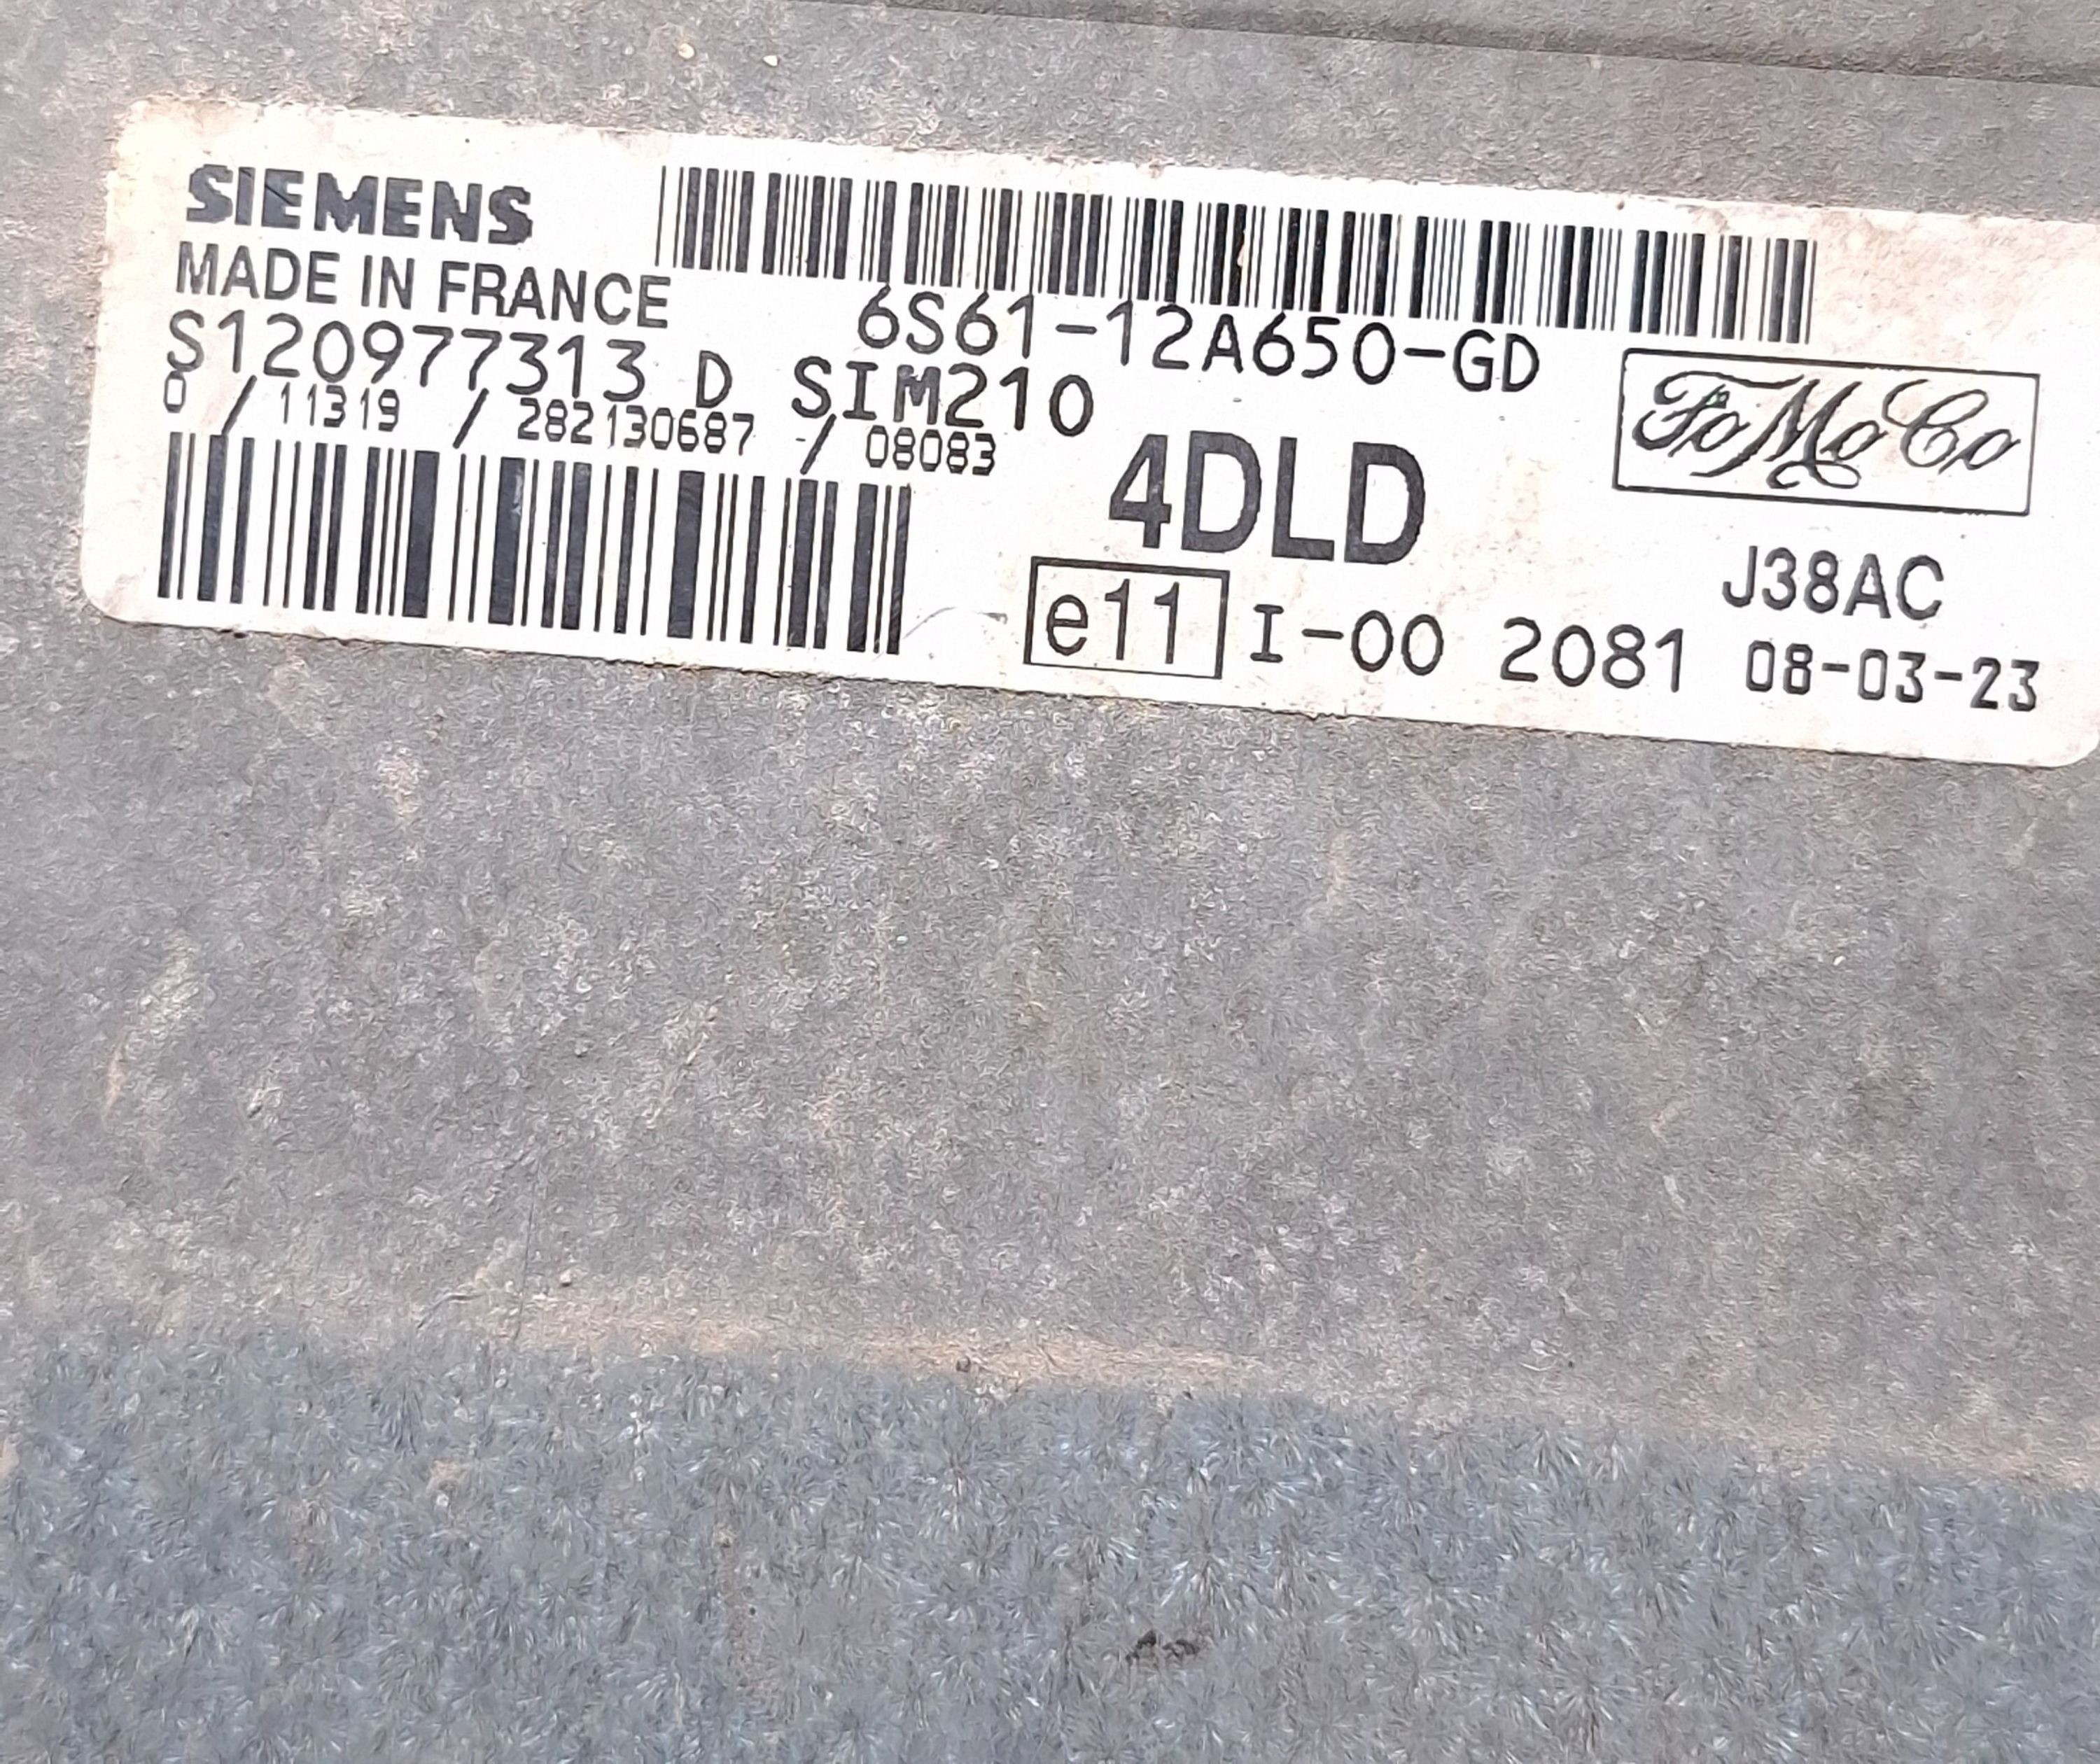 SIEMENS
MADE IN FRANCE
6S61-12A650-GD
S120977313 D SIM210
0 / 11319 / 282130687 / 08083
FoMoCo
4DLD
J38AC
e11 I-00 2081 08-03-23